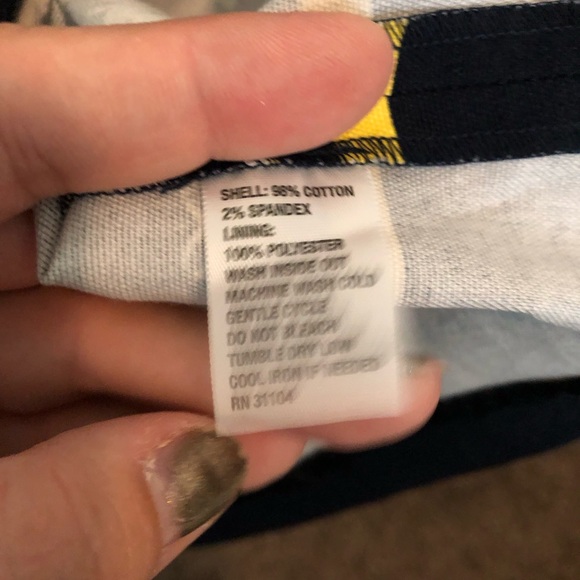 SHELL: 98% COTTON
2% SPANDEX
LINING:
100% POLYESTER
WASH INSIDE OUT
MACHINE WASH COLD
GENTLE CYCLE
DO NOT BLEACH
TUMBLE DRY LOW
COOL IRON IF NEEDED
RN 31104